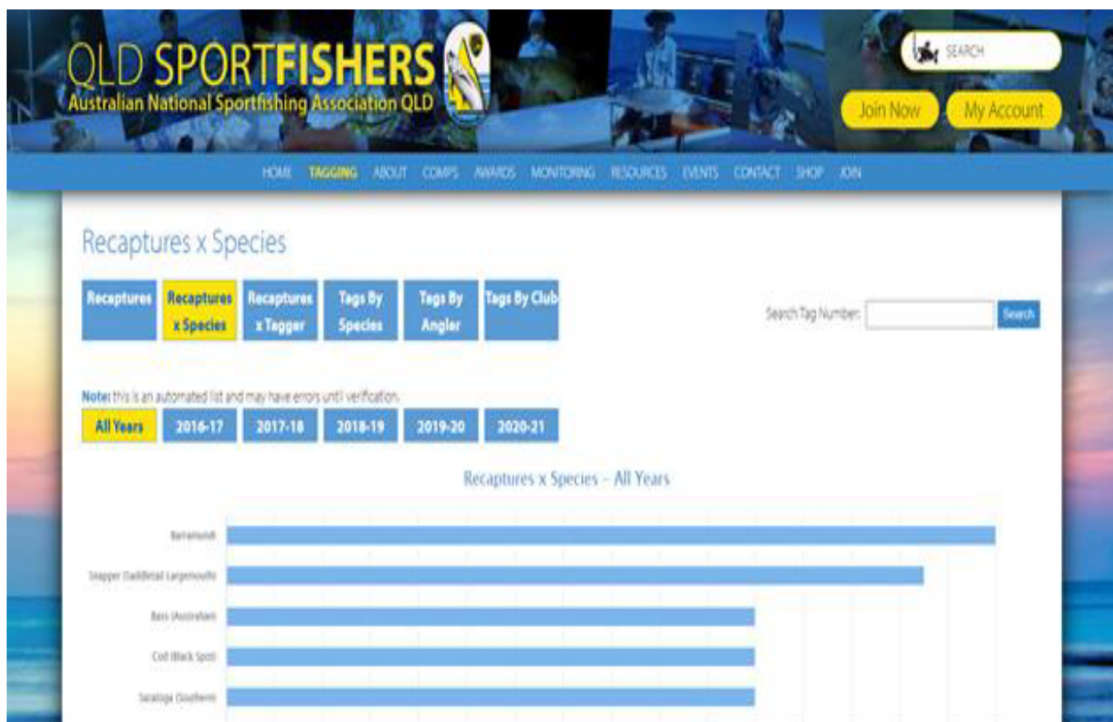 QLD SPORTFISHERS
Australian National Sportfishing Association QLD
SEARCH
Join Now
My Account
HOME TAGGING ABOUT COMPS AWARDS MONITORING RESOURCES EVENTS CONTACT SHOP JOIN
Recaptures x Species
Recaptures
Recaptures
x Species
Recaptures
x Tagger
Tags By
Species
Tags By
Angler
Tags By Club
Search Tag Number:
Search
Note: this is an automated list and may have errors until verification.
All Years
2016-17
2017-18
2018-19
2019-20
2020-21
Recaptures x Species - All Years
Barramundi
Snapper (Saddletail Largemouth)
Bass (Australian)
Cod (Black Spot)
Saratoga (Southern)